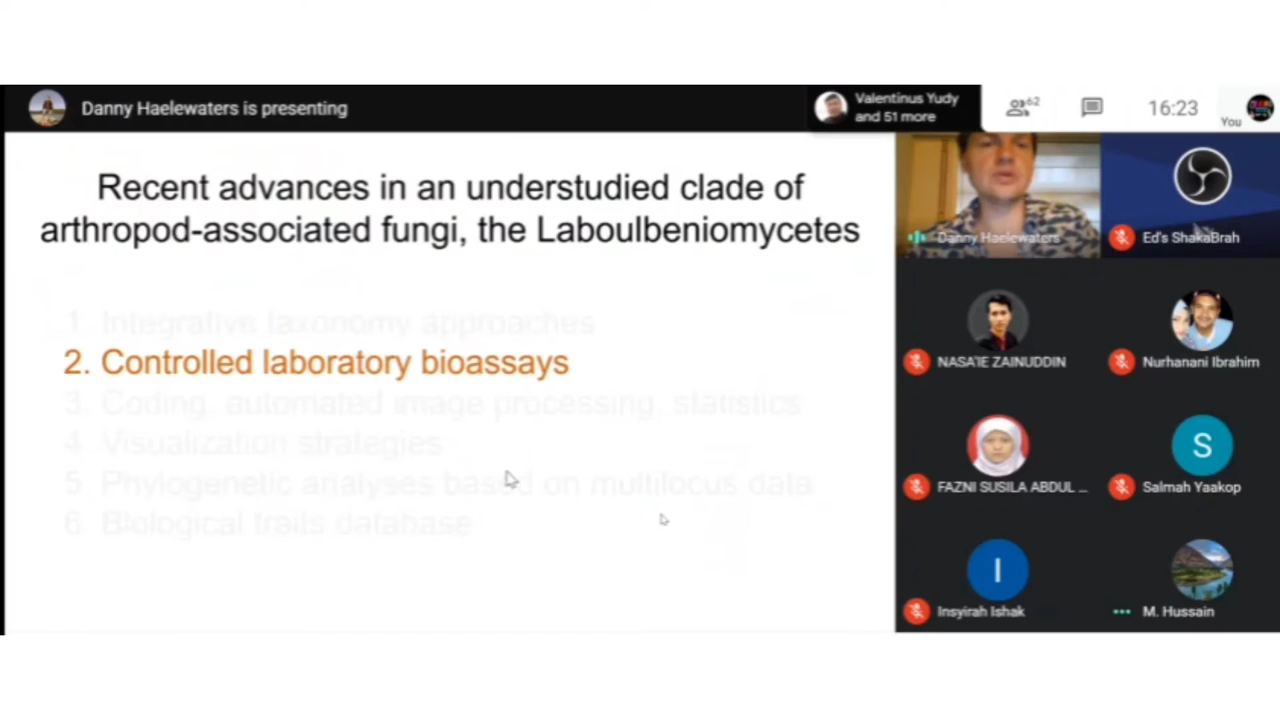 Danny Haelewaters is presenting
Valentinus Yudy
and 51 more
62
16:23
You
Recent advances in an understudied clade of
arthropod-associated fungi, the Laboulbeniomycetes
1. Integrative taxonomy approaches
2. Controlled laboratory bioassays
3. Coding, automated image processing, statistics
4. Visualization strategies
5. Phylogenetic analyses based on multilocus data
6. Biological traits database
Danny Haelewaters
Ed's ShakaBrah
NASA'IE ZAINUDDIN
Nurhanani Ibrahim
FAZNI SUSILA ABDUL ...
S
Salmah Yaakop
I
Insyirah Ishak
M. Hussain